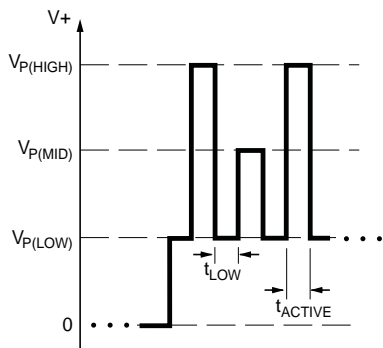 V+
VP(HIGH)
VP(MID)
VP(LOW)
tLOW
tACTIVE
0